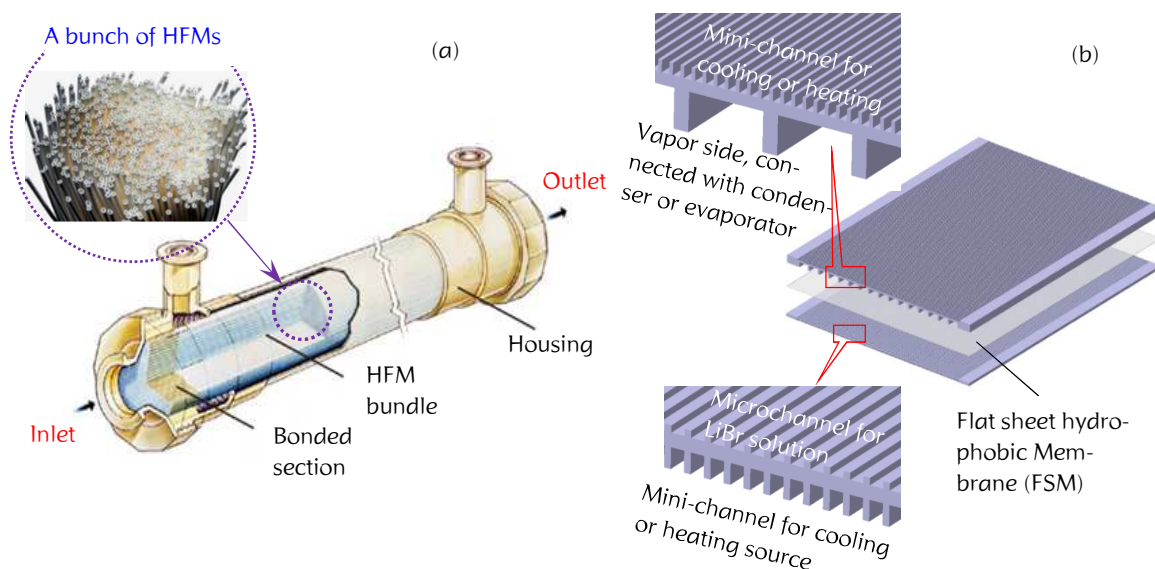 A bunch of HFMs
(a)
Outlet
Housing
HFM
bundle
Inlet
Bonded
section
(b)
Mini-channel for
cooling or heating
Vapor side, con-
nected with conden-
ser or evaporator
Microchannel for
LiBr solution
Mini-channel for cooling
or heating source
Flat sheet hydro-
phobic Mem-
brane (FSM)